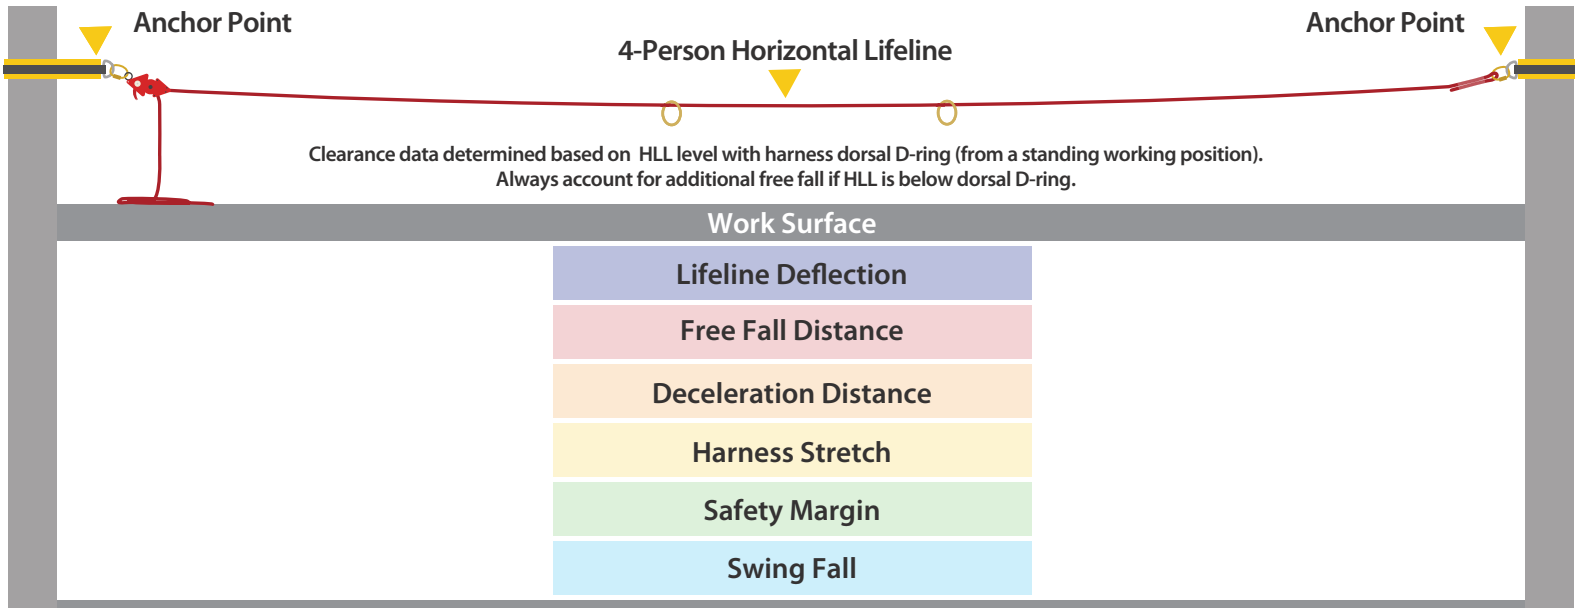 Anchor Point
Anchor Point
4-Person Horizontal Lifeline
Clearance data determined based on HLL level with harness dorsal D-ring (from a standing working position).
Always account for additional free fall if HLL is below dorsal D-ring.
Work Surface
Lifeline Deflection
Free Fall Distance
Deceleration Distance
Harness Stretch
Safety Margin
Swing Fall